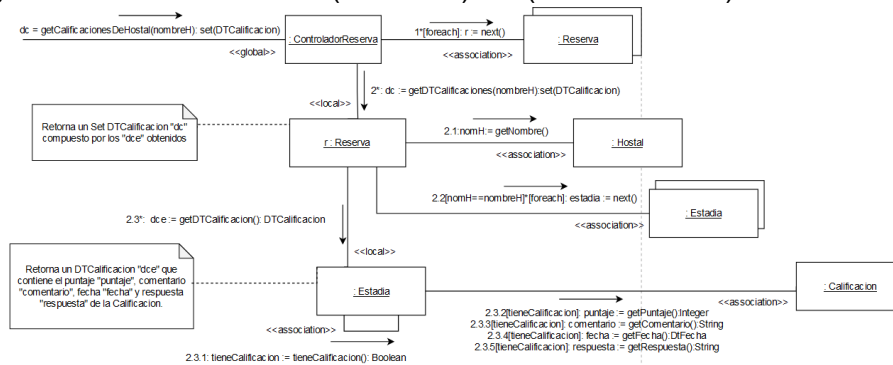 dc = getCalificacionesDeHostal(nombreH): set(DTCalificacion)
<<global>>
: ControladorReserva
1*[foreach]: r := next()
<<association>>
: Reserva
2*: dc := getDTCalificaciones(nombreH):set(DTCalificacion)
<<local>>
Retorna un Set DTCalificacion "dc"
compuesto por los "dce" obtenidos
r : Reserva
2.1:nomH:= getNombre()
<<association>>
: Hostal
2.2[nomH==nombreH]*[foreach]: estadia := next()
<<association>>
: Estadia
2.3*: dce := getDTCalificacion(): DTCalificacion
<<local>>
Retorna un DTCalificacion "dce" que
contiene el puntaje "puntaje", comentario
"comentario", fecha "fecha" y respuesta
"respuesta" de la Calificacion.
: Estadia
<<association>>
: Calificacion
2.3.2[tieneCalificacion]: puntaje := getPuntaje():Integer
2.3.3[tieneCalificacion]: comentario := getComentario():String
2.3.4[tieneCalificacion]: fecha := getFecha():DtFecha
2.3.5[tieneCalificacion]: respuesta := getRespuesta():String
<<association>>
2.3.1: tieneCalificacion := tieneCalificacion(): Boolean